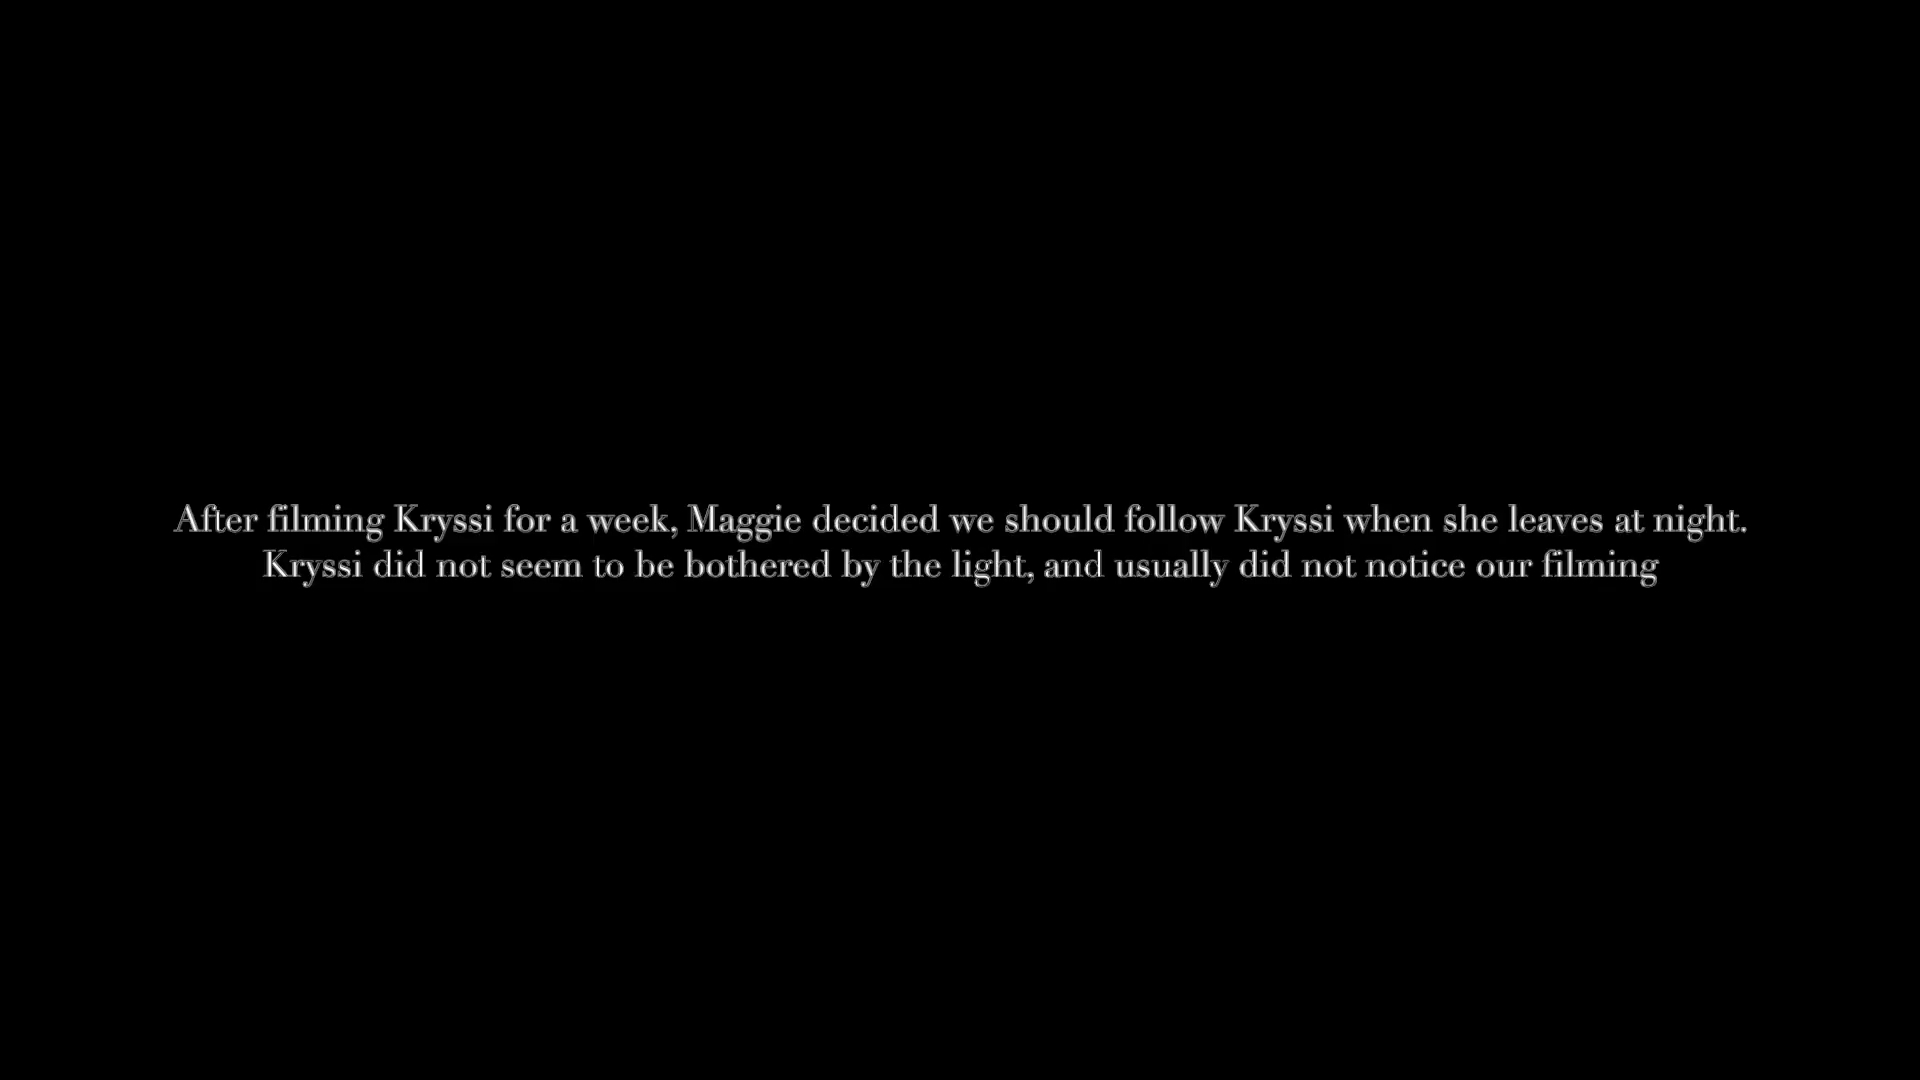 After filming Kryssi for a week, Maggie decided we should follow Kryssi when she leaves at night.
Kryssi did not seem to be bothered by the light, and usually did not notice our filming